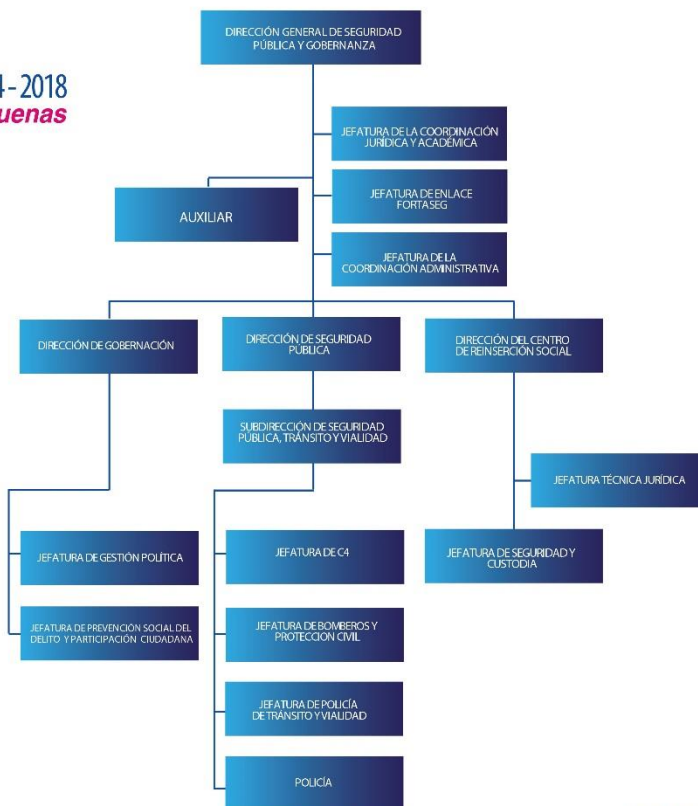 DIRECCIÓN GENERAL DE SEGURIDAD
PÚBLICA Y GOBERNANZA
4-2018
uenas
JEFATURA DE LA COORDINACIÓN
JURÍDICA Y ACADÉMICA
AUXILIAR
JEFATURA DE ENLACE
FORTASEG
JEFATURA DE LA
COORDINACIÓN ADMINISTRATIVA
DIRECCIÓN DE GOBERNACIÓN
DIRECCIÓN DE SEGURIDAD
PÚBLICA
DIRECCIÓN DEL CENTRO
DE REINSERCIÓN SOCIAL
SUBDIRECCIÓN DE SEGURIDAD
PÚBLICA, TRÁNSITO Y VIALIDAD
JEFATURA TÉCNICA JURÍDICA
JEFATURA DE GESTIÓN POLÍTICA
JEFATURA DE C4
JEFATURA DE SEGURIDAD Y
CUSTODIA
JEFATURA DE PREVENCIÓN SOCIAL DEL
DELITO Y PARTICIPACIÓN CIUDADANA
JEFATURA DE BOMBEROS Y
PROTECCION CIVIL
JEFATURA DE POLICÍA
DE TRÁNSITO Y VIALIDAD
POLICÍA